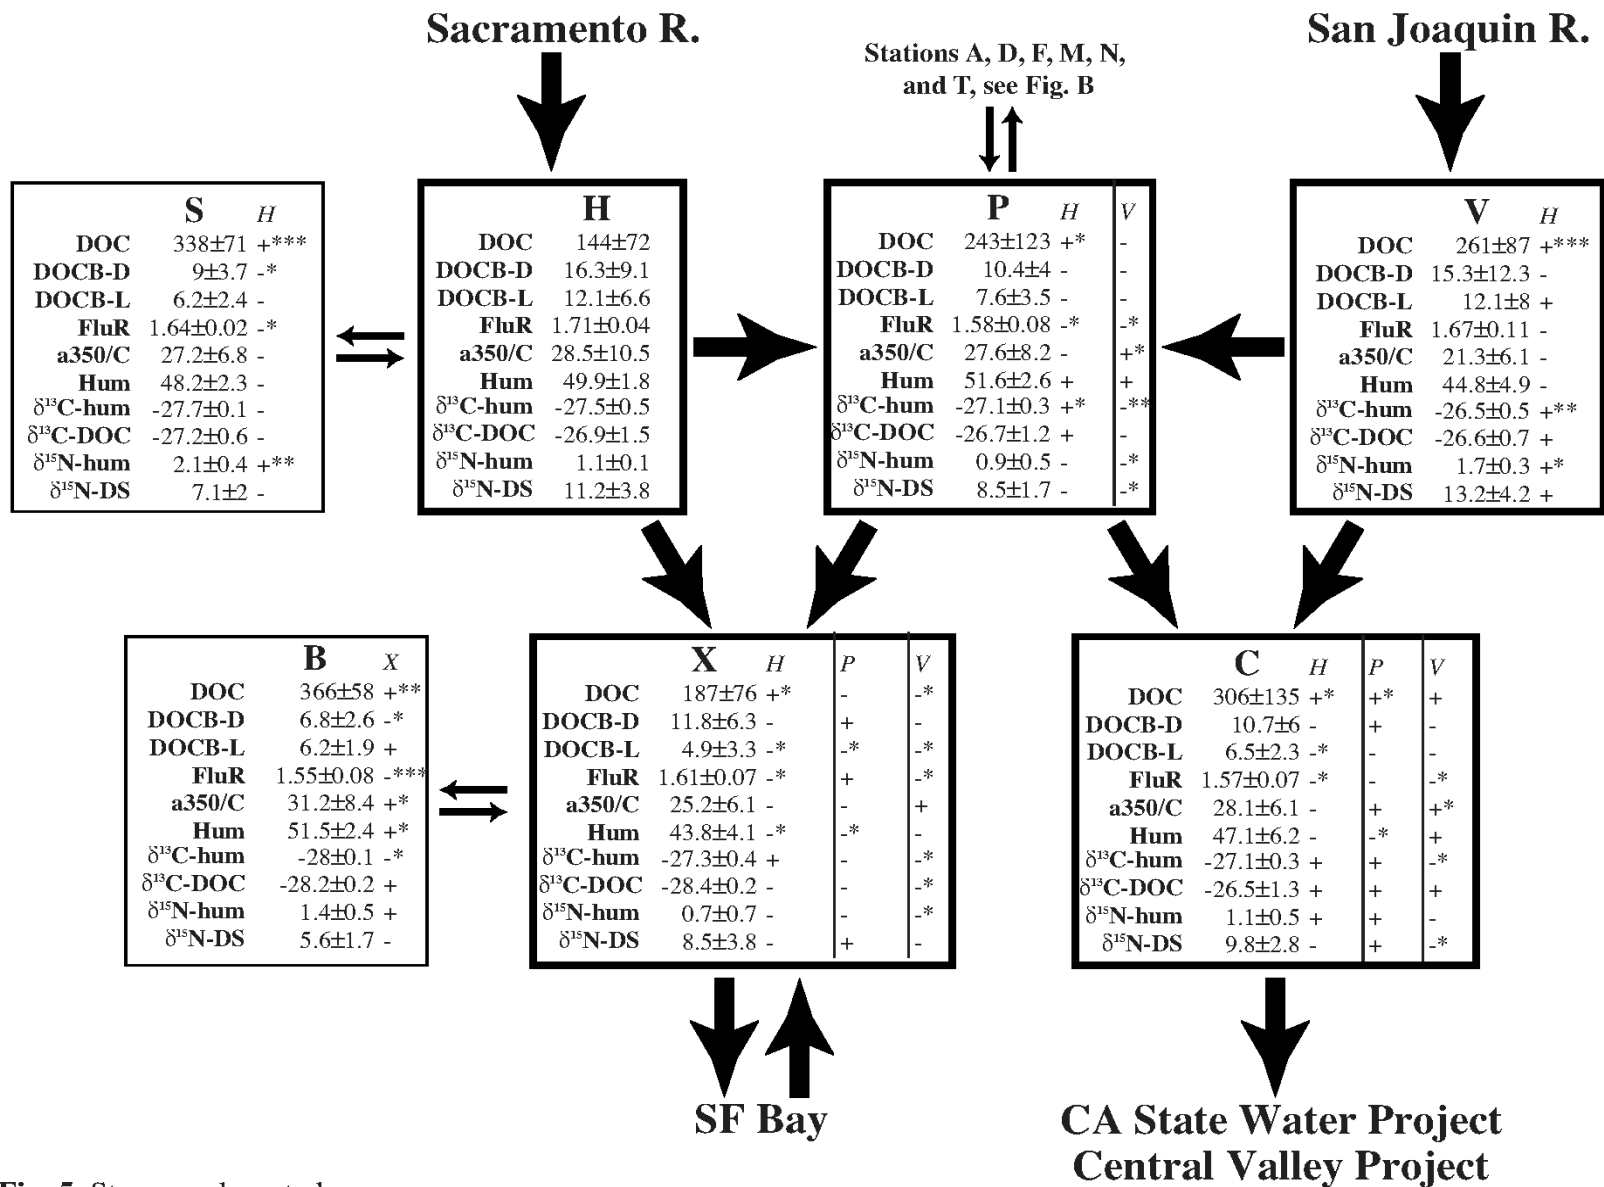 Sacramento R.
San Joaquin R.
Stations A, D, F, M, N,
and T, see Fig. B
S H
DOC 338±71 +***
DOCB-D 9±3.7 -*
DOCB-L 6.2±2.4 -
FluR 1.64±0.02 -*
a350/C 27.2±6.8 -
Hum 48.2±2.3 -
δ¹³C-hum -27.7±0.1 -
δ¹³C-DOC -27.2±0.6 -
δ¹⁵N-hum 2.1±0.4 +**
δ¹⁵N-DS 7.1±2 -
H
DOC 144±72
DOCB-D 16.3±9.1
DOCB-L 12.1±6.6
FluR 1.71±0.04
a350/C 28.5±10.5
Hum 49.9±1.8
δ¹³C-hum -27.5±0.5
δ¹³C-DOC -26.9±1.5
δ¹⁵N-hum 1.1±0.1
δ¹⁵N-DS 11.2±3.8
P H V
DOC 243±123 +* -
DOCB-D 10.4±4 - -
DOCB-L 7.6±3.5 - -
FluR 1.58±0.08 -* -*
a350/C 27.6±8.2 - +*
Hum 51.6±2.6 + +
δ¹³C-hum -27.1±0.3 +* -**
δ¹³C-DOC -26.7±1.2 + -
δ¹⁵N-hum 0.9±0.5 - -*
δ¹⁵N-DS 8.5±1.7 - -*
V H
DOC 261±87 +***
DOCB-D 15.3±12.3 -
DOCB-L 12.1±8 +
FluR 1.67±0.11 -
a350/C 21.3±6.1 -
Hum 44.8±4.9 -
δ¹³C-hum -26.5±0.5 +**
δ¹³C-DOC -26.6±0.7 +
δ¹⁵N-hum 1.7±0.3 +*
δ¹⁵N-DS 13.2±4.2 +
B X
DOC 366±58 +**
DOCB-D 6.8±2.6 -*
DOCB-L 6.2±1.9 +
FluR 1.55±0.08 -***
a350/C 31.2±8.4 +*
Hum 51.5±2.4 +*
δ¹³C-hum -28±0.1 -*
δ¹³C-DOC -28.2±0.2 +
δ¹⁵N-hum 1.4±0.5 +
δ¹⁵N-DS 5.6±1.7 -
X H P V
DOC 187±76 +* - -*
DOCB-D 11.8±6.3 - + -
DOCB-L 4.9±3.3 -* -* -*
FluR 1.61±0.07 -* + -*
a350/C 25.2±6.1 - - +
Hum 43.8±4.1 -* -* -
δ¹³C-hum -27.3±0.4 + - -*
δ¹³C-DOC -28.4±0.2 - - -*
δ¹⁵N-hum 0.7±0.7 - - -*
δ¹⁵N-DS 8.5±3.8 - + -
C H P V
DOC 306±135 +* +* +
DOCB-D 10.7±6 - + -
DOCB-L 6.5±2.3 -* - -
FluR 1.57±0.07 -* - -*
a350/C 28.1±6.1 - + +*
Hum 47.1±6.2 - -* +
δ¹³C-hum -27.1±0.3 + + -*
δ¹³C-DOC -26.5±1.3 + + +
δ¹⁵N-hum 1.1±0.5 + + -
δ¹⁵N-DS 9.8±2.8 - + -*
SF Bay
CA State Water Project
Central Valley Project